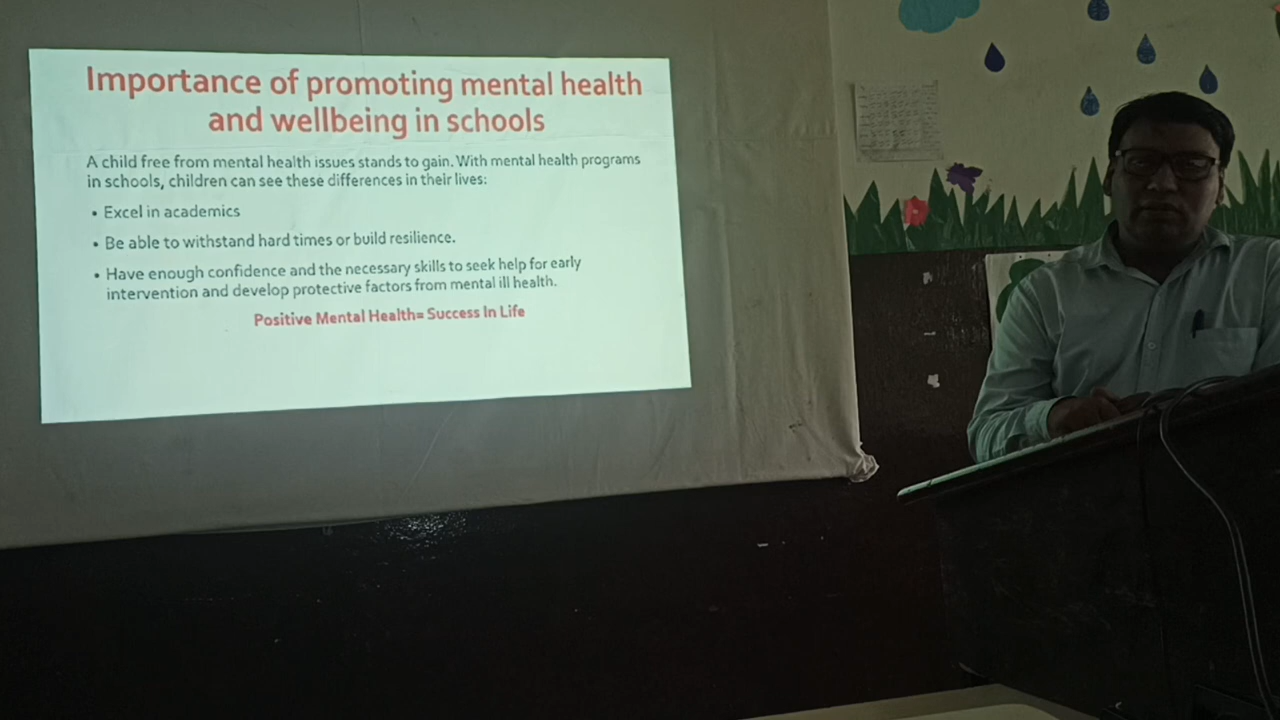 Importance of promoting mental health
and wellbeing in schools
A child free from mental health issues stands to gain. With mental health programs
in schools, children can see these differences in their lives:
• Excel in academics
• Be able to withstand hard times or build resilience.
• Have enough confidence and the necessary skills to seek help for early
intervention and develop protective factors from mental ill health.
Positive Mental Health= Success In Life